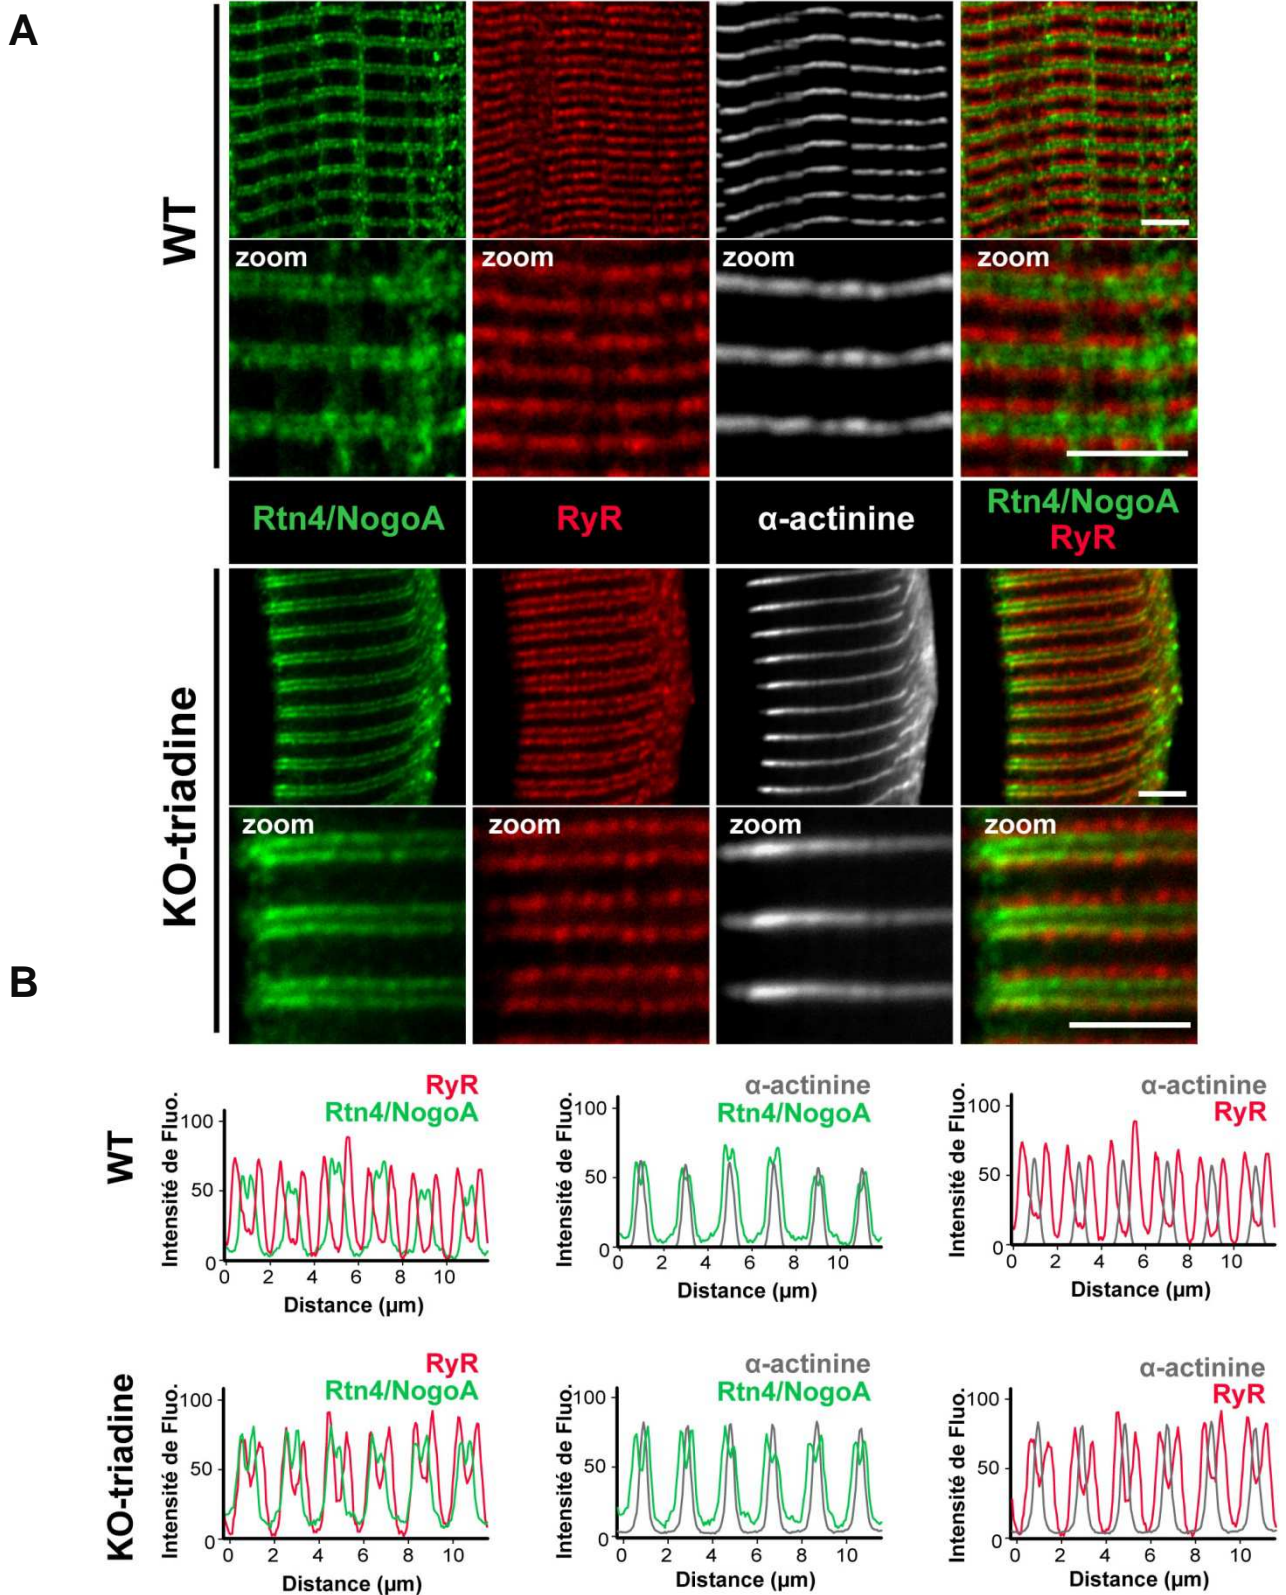 A
WT
zoom
zoom
zoom
zoom
Rtn4/NogoA
RyR
α-actinine
Rtn4/NogoA
RyR
KO-triadine
zoom
zoom
zoom
zoom
B
WT
Intensité de Fluo.
100
50
0
RyR
Rtn4/NogoA
0 2 4 6 8 10
Distance (µm)
Intensité de Fluo.
100
50
0
α-actinine
Rtn4/NogoA
0 2 4 6 8 10
Distance (µm)
Intensité de Fluo.
100
50
0
α-actinine
RyR
0 2 4 6 8 10
Distance (µm)
KO-triadine
Intensité de Fluo.
100
50
0
RyR
Rtn4/NogoA
0 2 4 6 8 10
Distance (µm)
Intensité de Fluo.
100
50
0
α-actinine
Rtn4/NogoA
0 2 4 6 8 10
Distance (µm)
Intensité de Fluo.
100
50
0
α-actinine
RyR
0 2 4 6 8 10
Distance (µm)